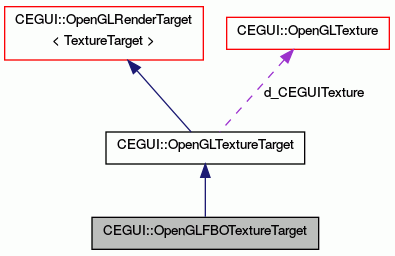 CEGUI::OpenGLRenderTarget
< TextureTarget >
CEGUI::OpenGLTexture
d_CEGUITexture
CEGUI::OpenGLTextureTarget
CEGUI::OpenGLFBOTextureTarget